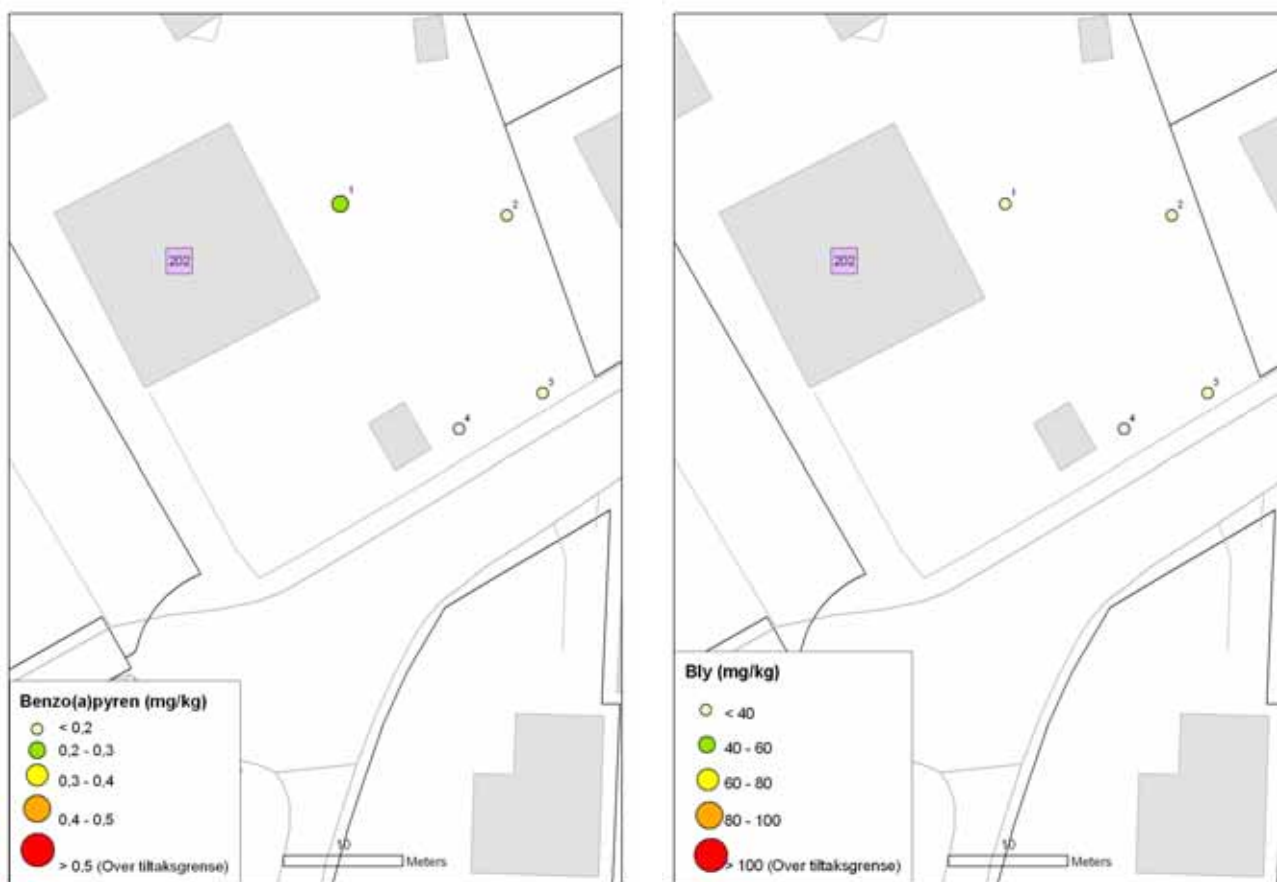 1
2
202
3
4
Benzo(a)pyren (mg/kg)
< 0,2
0,2 - 0,3
0,3 - 0,4
0,4 - 0,5
> 0.5 (Over tiltaksgrense)
10
Meters
1
2
202
3
4
Bly (mg/kg)
< 40
40 - 60
60 - 80
80 - 100
> 100 (Over tiltaksgrense)
10
Meters